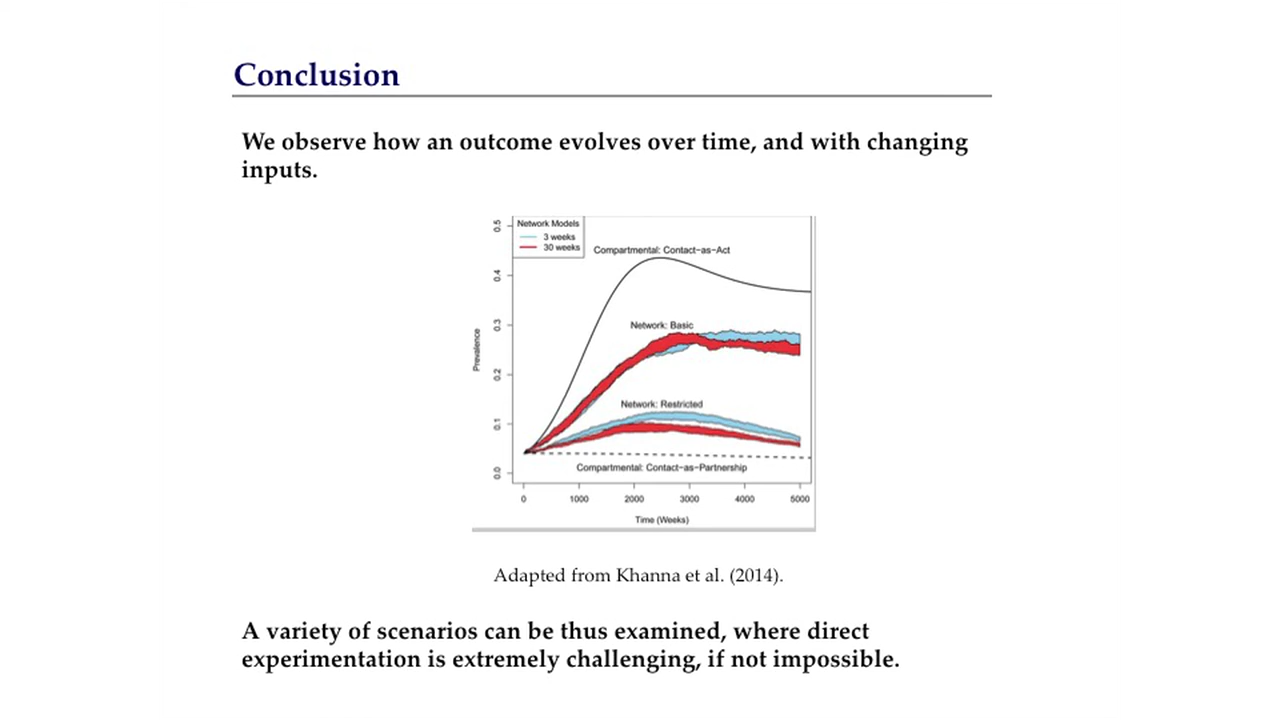 Conclusion
We observe how an outcome evolves over time, and with changing
inputs.
Network Models
3 weeks
30 weeks
Compartmental: Contact−as−Act
Network: Basic
Network: Restricted
Compartmental: Contact−as−Partnership
Prevalence
0.5
0.4
0.3
0.2
0.1
0.0
0 1000 2000 3000 4000 5000
Time (Weeks)
Adapted from Khanna et al. (2014).
A variety of scenarios can be thus examined, where direct
experimentation is extremely challenging, if not impossible.